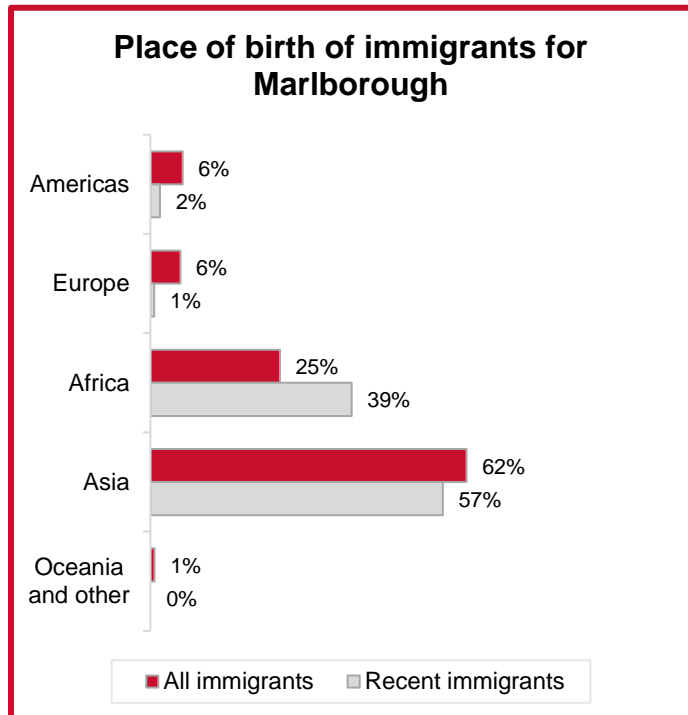 Place of birth of immigrants for
Marlborough
Americas
6%
2%
Europe
6%
1%
Africa
25%
39%
Asia
62%
57%
Oceania
and other
1%
0%
All immigrants
Recent immigrants